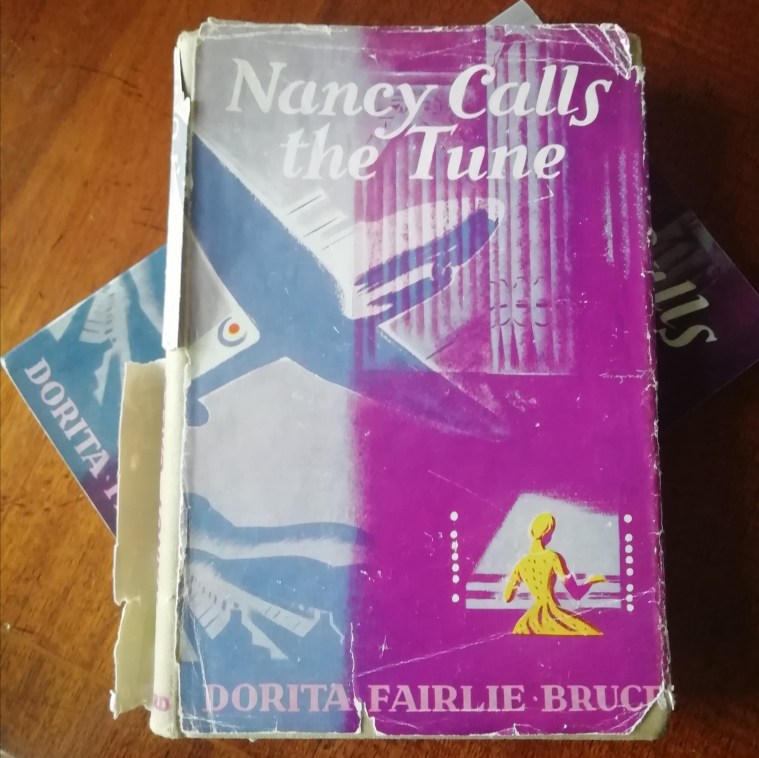 Nancy Calls
the Tune
DORITA FAIRLIE · BRUCE
DORITA